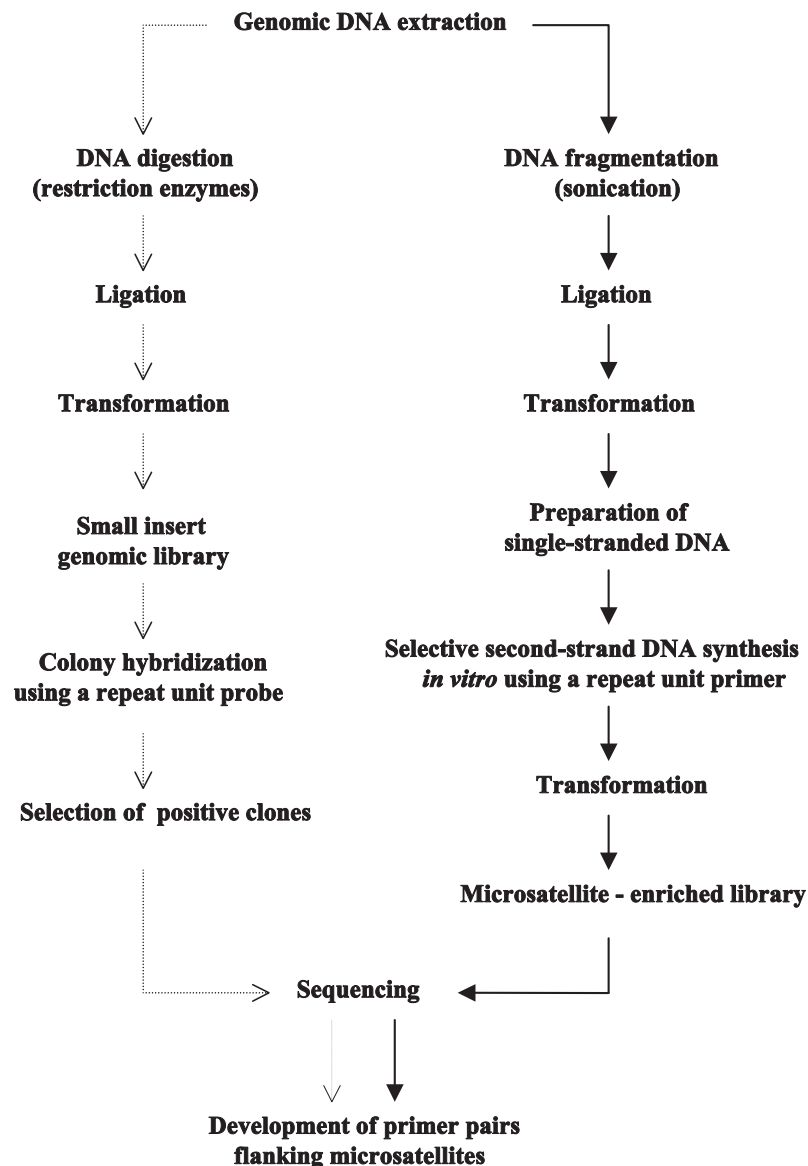 Genomic DNA extraction
DNA digestion
(restriction enzymes)
Ligation
Transformation
Small insert
genomic library
Colony hybridization
using a repeat unit probe
Selection of positive clones
DNA fragmentation
(sonication)
Ligation
Transformation
Preparation of
single-stranded DNA
Selective second-strand DNA synthesis
in vitro using a repeat unit primer
Transformation
Microsatellite - enriched library
Sequencing
Development of primer pairs
flanking microsatellites